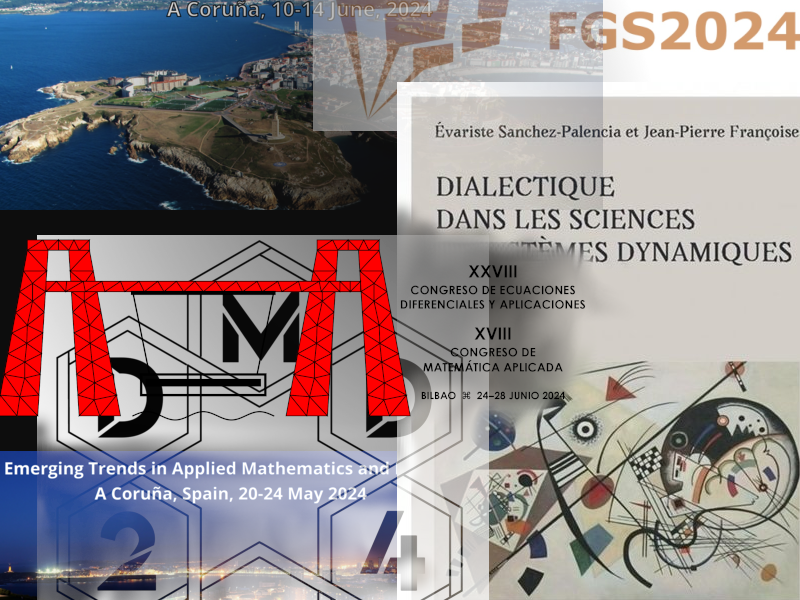 A Coruña, 10-14 June, 2024
FGS2024
Évariste Sanchez-Palencia et Jean-Pierre Françoise
DIALECTIQUE
DANS LES SCIENCES
SYSTÈMES DYNAMIQUES
XXVIII
CONGRESO DE ECUACIONES
DIFERENCIALES Y APLICACIONES
XVIII
CONGRESO DE
MATEMÁTICA APLICADA
BILBAO ⌘ 24–28 JUNIO 2024
M
D
D
Emerging Trends in Applied Mathematics and
A Coruña, Spain, 20-24 May 2024
2
4